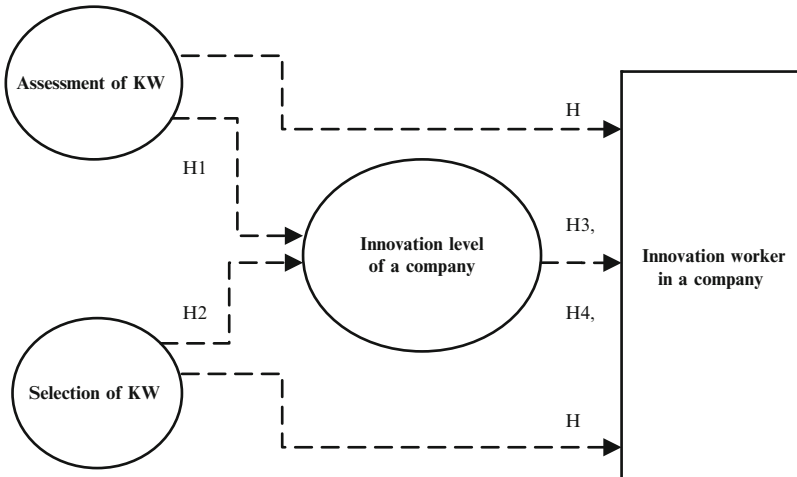 Assessment of KW
H
H1
H3,
Innovation level
of a company
Innovation worker
in a company
H2
H4,
Selection of KW
H